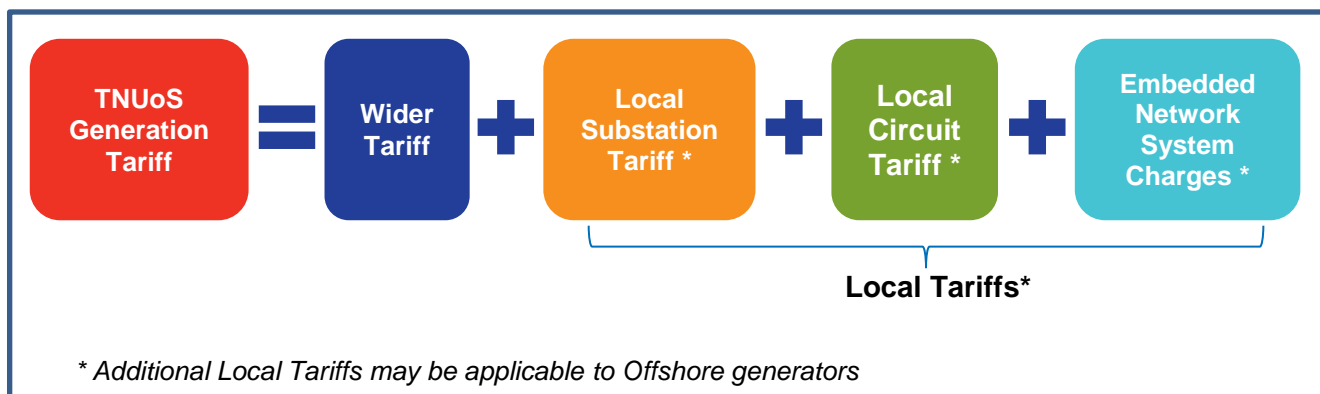 TNUoS
Generation
Tariff
=
Wider
Tariff
+
Local
Substation
Tariff *
+
Local
Circuit
Tariff *
+
Embedded
Network
System
Charges *
Local Tariffs*
* Additional Local Tariffs may be applicable to Offshore generators